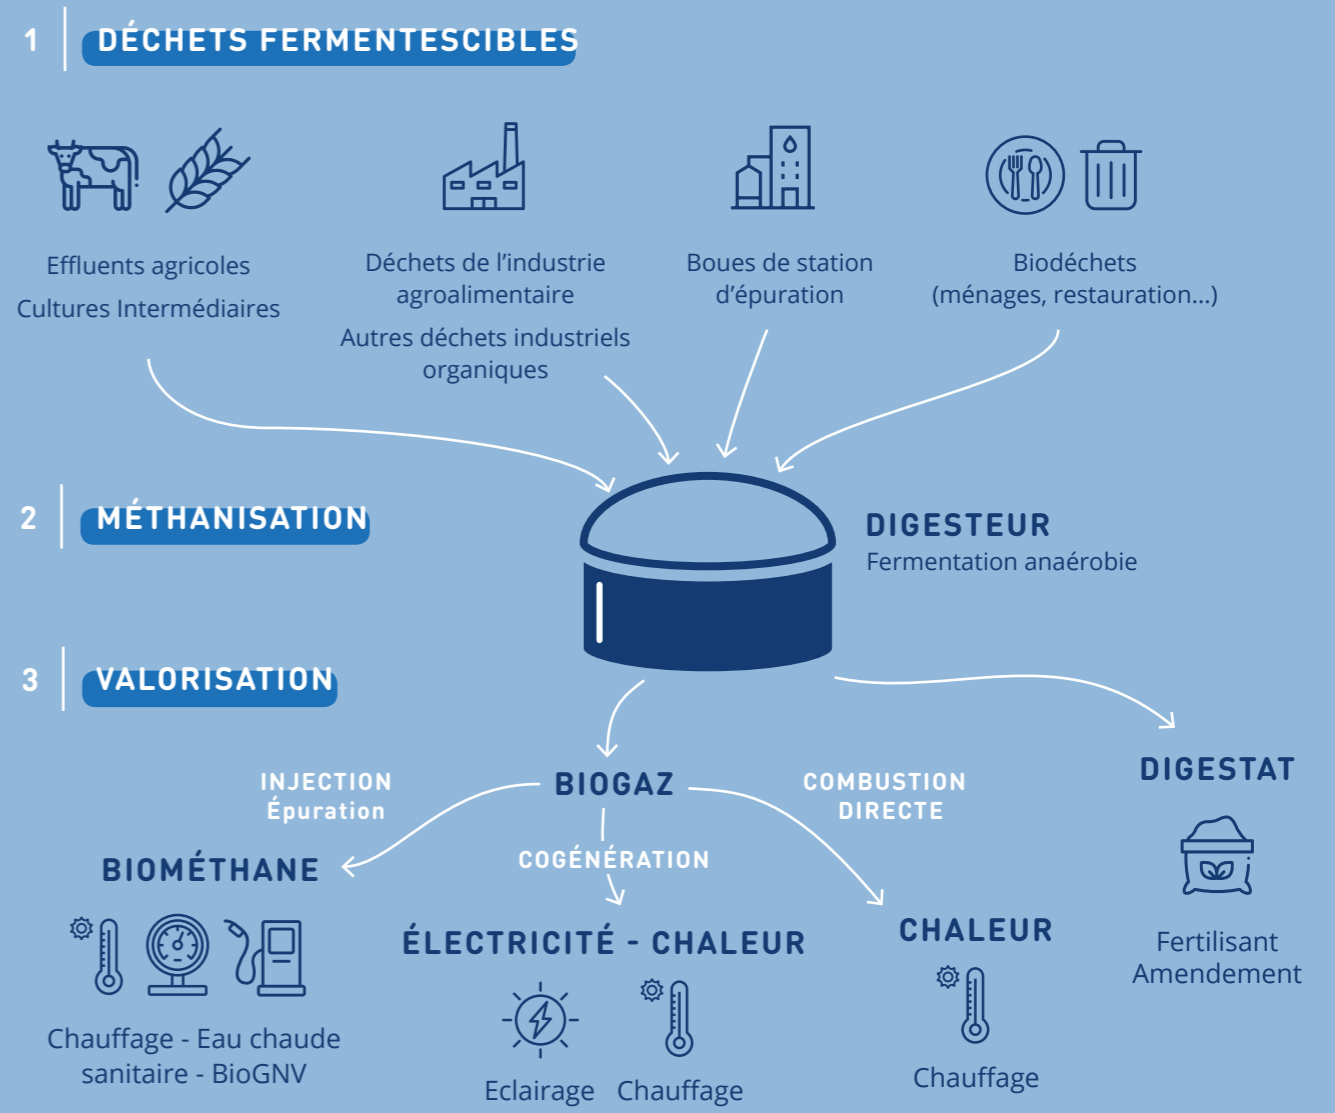 1
DÉCHETS FERMENTESCIBLES
Effluents agricoles
Cultures Intermédiaires
Déchets de l'industrie
agroalimentaire
Autres déchets industriels
organiques
Boues de station
d'épuration
Biodéchets
(ménages, restauration...)
2
MÉTHANISATION
DIGESTEUR
Fermentation anaérobie
3
VALORISATION
BIOGAZ
INJECTION
Épuration
BIOMÉTHANE
Chauffage - Eau chaude
sanitaire - BioGNV
COGÉNÉRATION
ÉLECTRICITÉ - CHALEUR
Eclairage
Chauffage
COMBUSTION
DIRECTE
CHALEUR
Chauffage
DIGESTAT
Fertilisant
Amendement